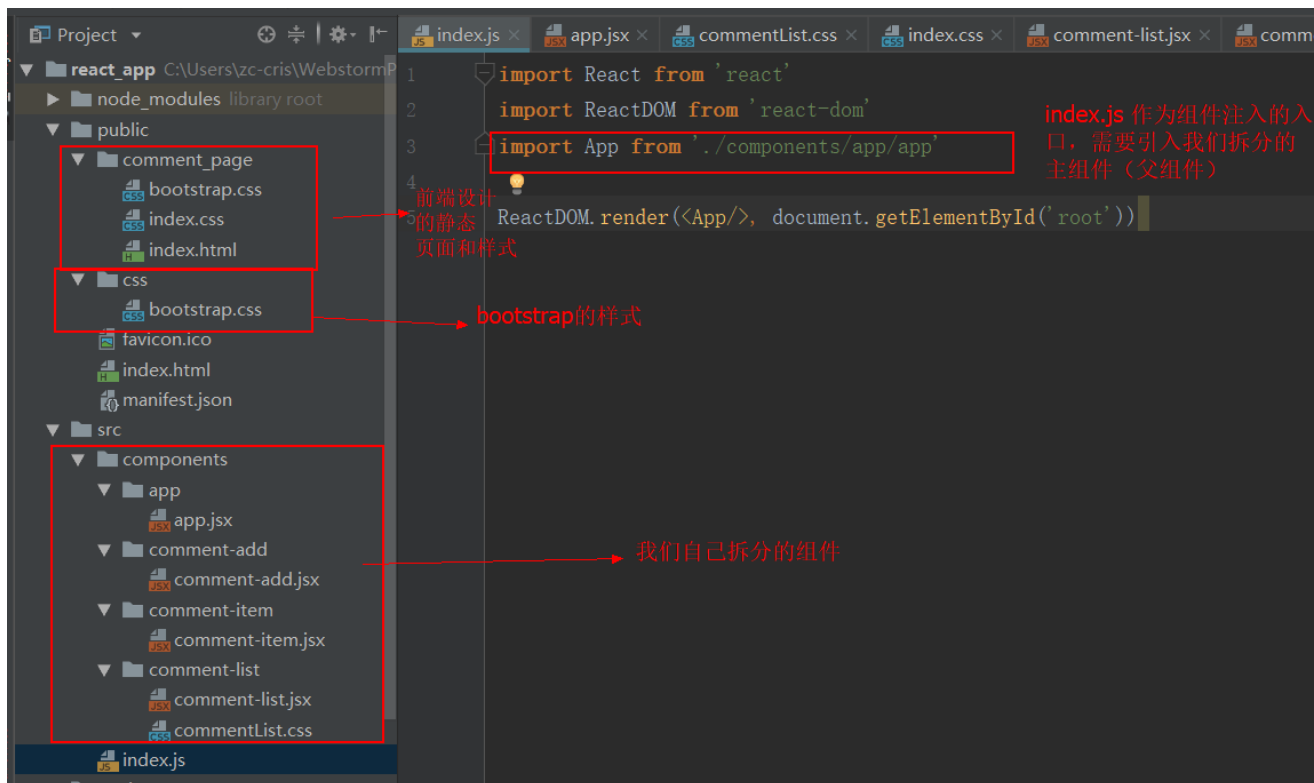 Project
index.js
app.jsx
commentList.css
index.css
comment-list.jsx
comm
react_app C:\Users\zc-cris\WebstormP
node_modules library root
public
comment_page
bootstrap.css
index.css
index.html
css
bootstrap.css
favicon.ico
index.html
manifest.json
src
components
app
app.jsx
comment-add
comment-add.jsx
comment-item
comment-item.jsx
comment-list
comment-list.jsx
commentList.css
index.js
1 import React from 'react'
2 import ReactDOM from 'react-dom'
3 import App from './components/app/app'
4
5 ReactDOM.render(<App/>, document.getElementById('root'))
index.js 作为组件注入的入
口，需要引入我们拆分的
主组件（父组件）
前端设计
的静态
页面和样式
bootstrap的样式
我们自己拆分的组件